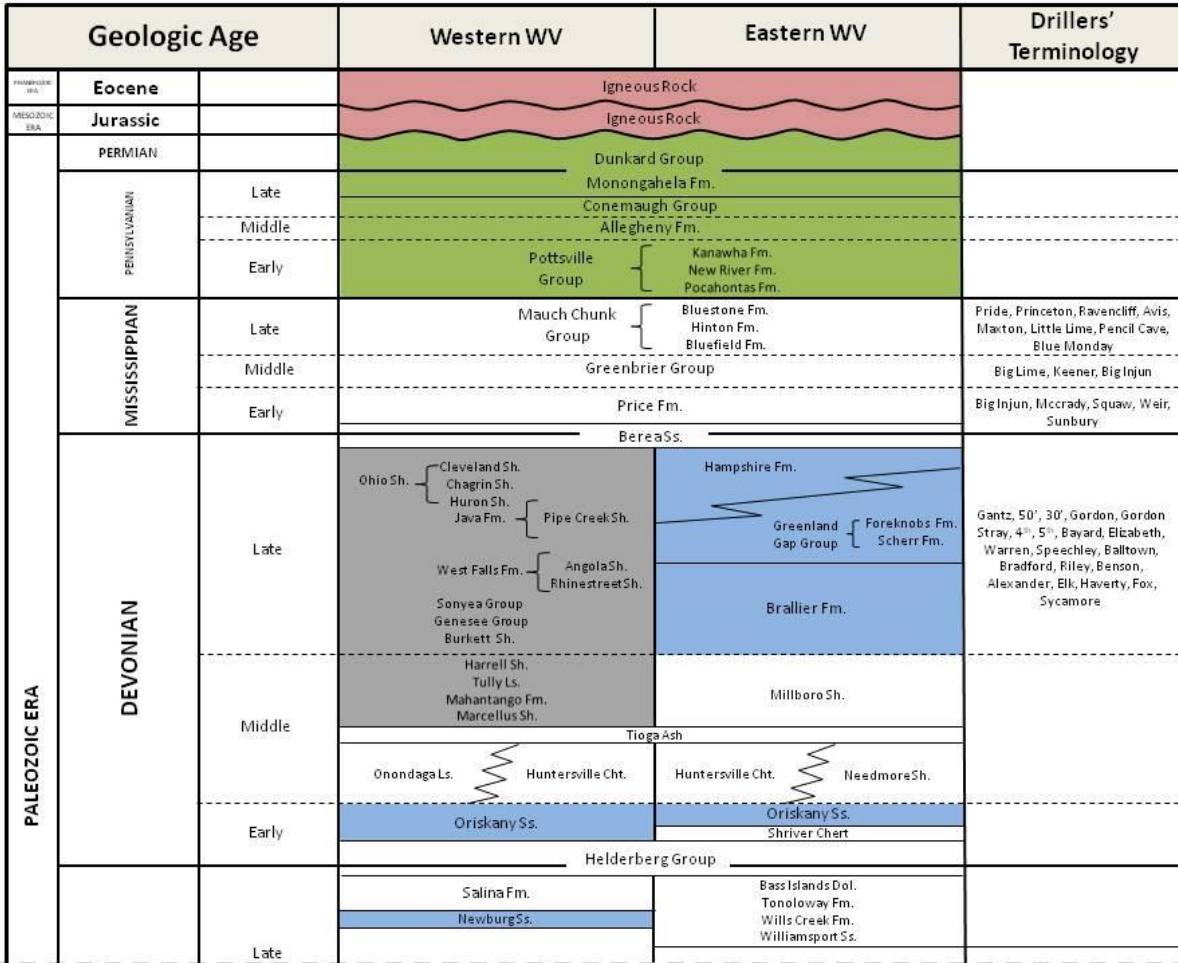 Geologic Age
Western WV
Eastern WV
Drillers'
Terminology
PHANEROZOIC
ERA
Eocene
Igneous Rock
MESOZOIC
ERA
Jurassic
Igneous Rock
PALEOZOIC ERA
PERMIAN
Dunkard Group
PENNSYLVANIAN
Late
Monongahela Fm.
Conemaugh Group
Middle
Allegheny Fm.
Early
Pottsville
Group
Kanawha Fm.
New River Fm.
Pocahontas Fm.
MISSISSIPPIAN
Late
Mauch Chunk
Group
Bluestone Fm.
Hinton Fm.
Bluefield Fm.
Pride, Princeton, Ravencliff, Avis,
Maxton, Little Lime, Pencil Cave,
Blue Monday
Middle
Greenbrier Group
Big Lime, Keener, Big Injun
Early
Price Fm.
Big Injun, Mccrady, Squaw, Weir,
Sunbury
Berea Ss.
DEVONIAN
Late
Ohio Sh.
Cleveland Sh.
Chagrin Sh.
Huron Sh.
Java Fm.
Pipe Creek Sh.
West Falls Fm.
Angola Sh.
Rhinestreet Sh.
Sonyea Group
Genesee Group
Burkett Sh.
Hampshire Fm.
Greenland
Gap Group
Foreknobs Fm.
Scherr Fm.
Brallier Fm.
Gantz, 50', 30', Gordon, Gordon
Stray, 4th, 5th, Bayard, Elizabeth,
Warren, Speechley, Balltown,
Bradford, Riley, Benson,
Alexander, Elk, Haverty, Fox,
Sycamore
Middle
Harrell Sh.
Tully Ls.
Mahantango Fm.
Marcellus Sh.
Millboro Sh.
Tioga Ash
Onondaga Ls.
Huntersville Cht.
Huntersville Cht.
Needmore Sh.
Early
Oriskany Ss.
Oriskany Ss.
Shriver Chert
Helderberg Group
Late
Salina Fm.
Newburg Ss.
Bass Islands Dol.
Tonoloway Fm.
Wills Creek Fm.
Williamsport Ss.